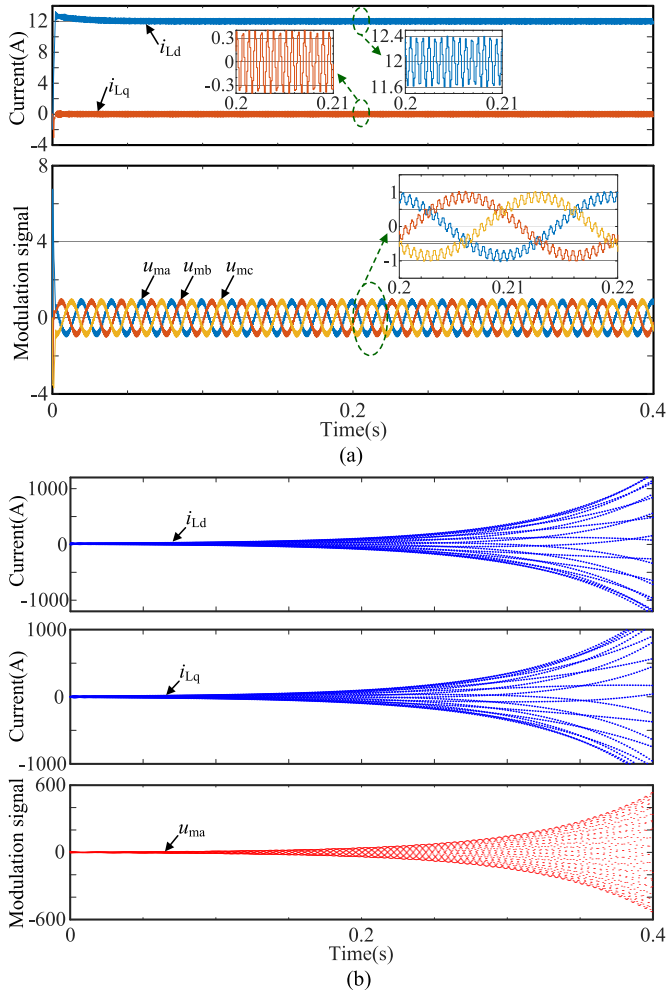 12
8
4
0
-4
Current(A)
i_Ld
i_Lq
0.3
0
-0.3
0.2
0.21
12.4
12
11.6
0.2
0.21
8
4
0
-4
Modulation signal
u_ma
u_mb
u_mc
1
0
-1
0.2
0.21
0.22
0
0.2
0.4
Time(s)
(a)
1000
0
-1000
Current(A)
i_Ld
1000
0
-1000
Current(A)
i_Lq
600
0
-600
Modulation signal
u_ma
0
0.2
0.4
Time(s)
(b)